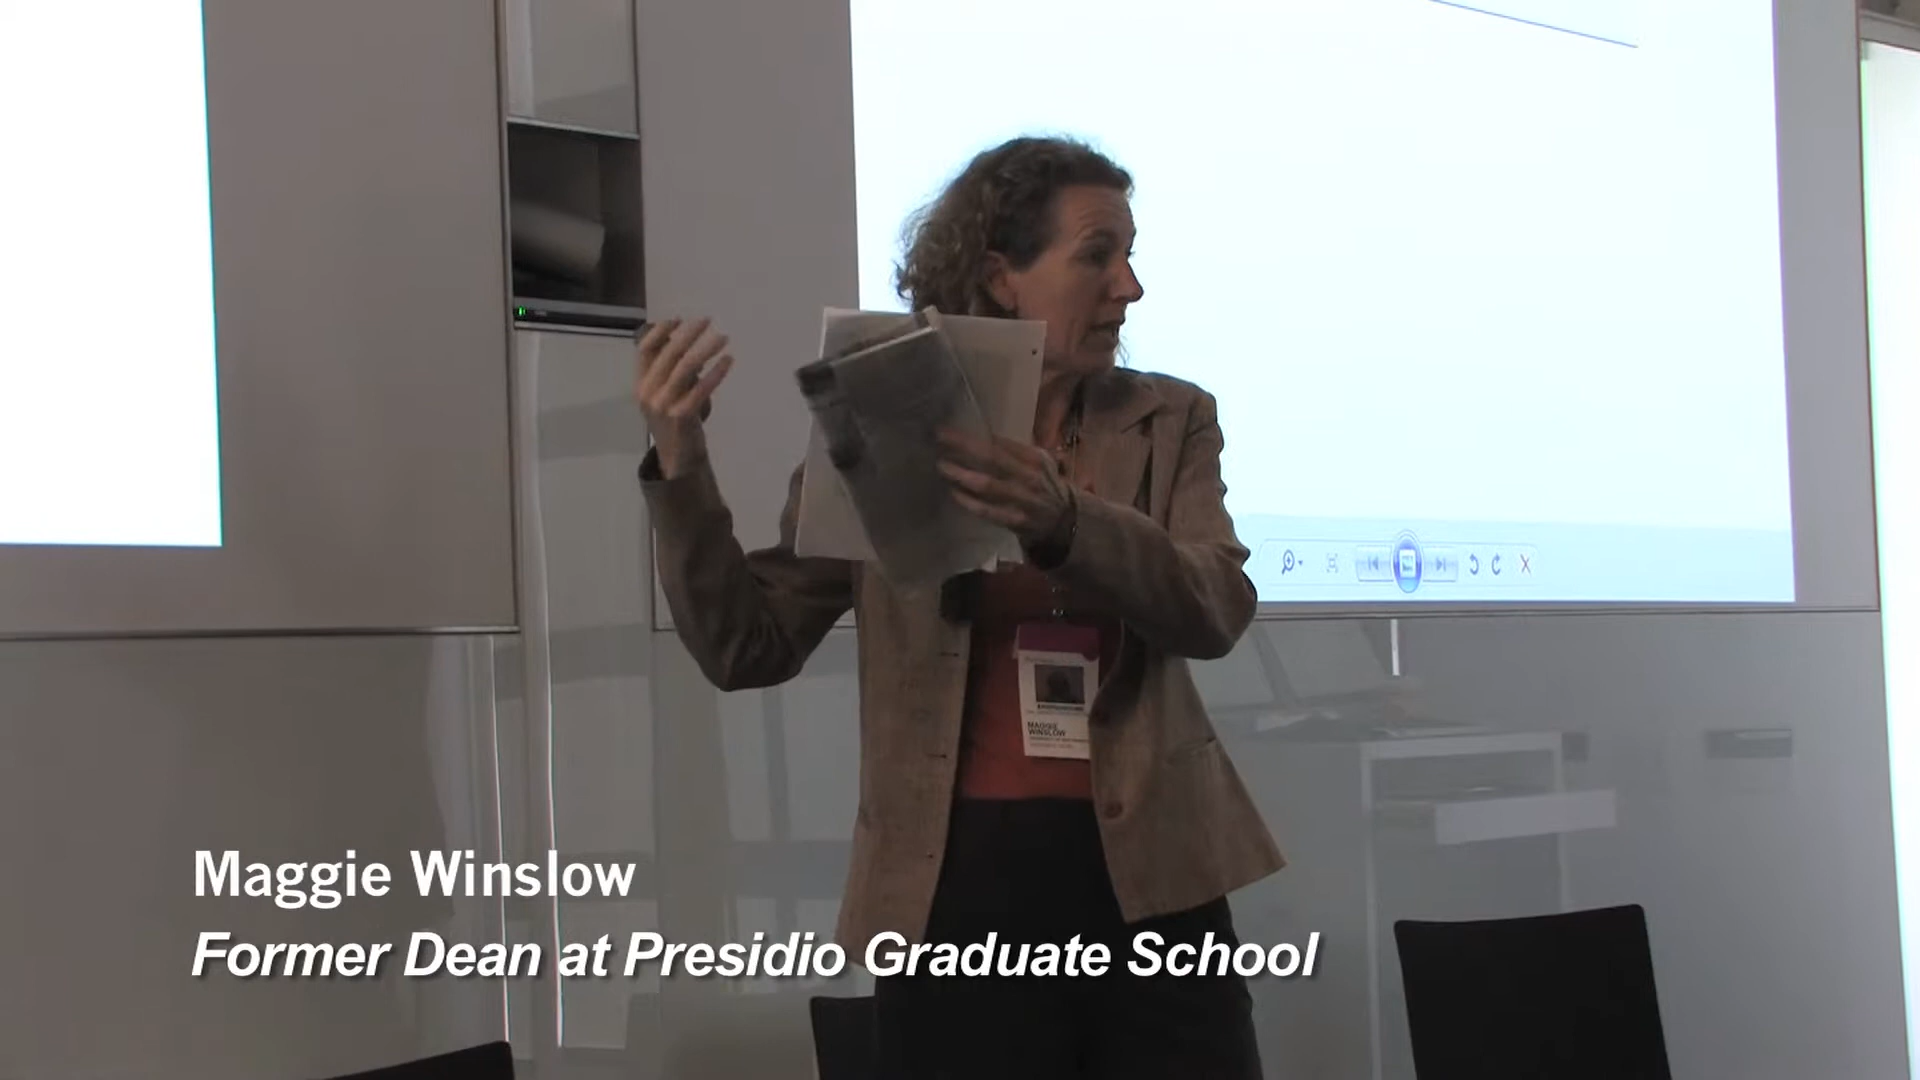 MAGGIE
WINSLOW
Maggie Winslow
Former Dean at Presidio Graduate School